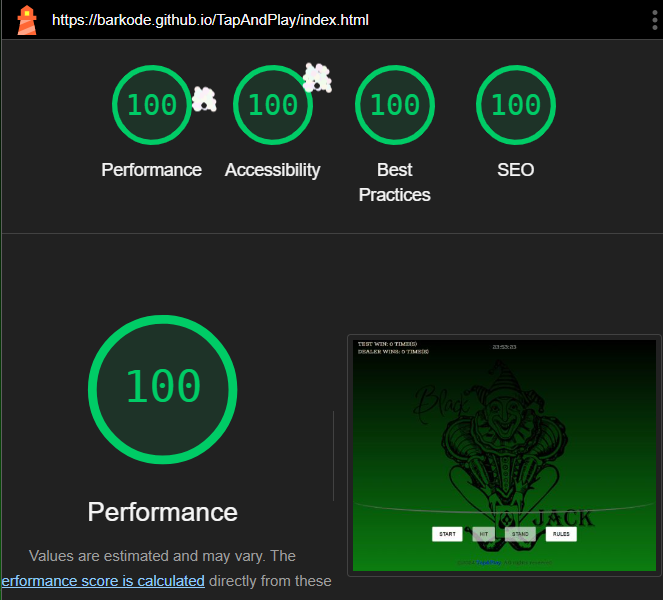 https://barkode.github.io/TapAndPlay/index.html
100 100 100 100
Performance Accessibility Best Practices SEO
100
Performance
Values are estimated and may vary. The
erformance score is calculated directly from these
TEST WIN: 0 TIME(S)
DEALER WINS: 0 TIME(S)
23:53:23
Black
JACK
START HIT STAND RULES